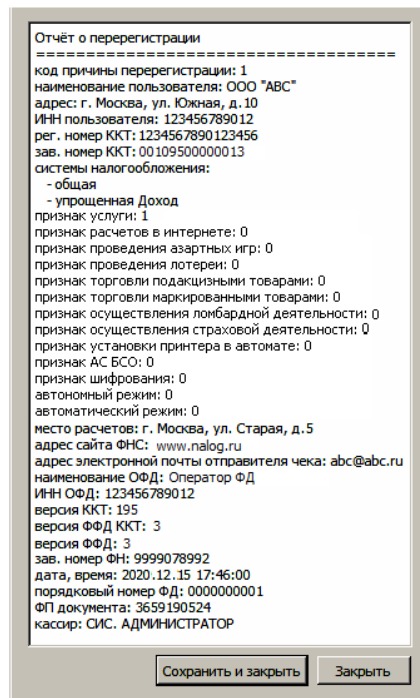 Отчёт о перерегистрации
========================================
код причины перерегистрации: 1
наименование пользователя: ООО "АВС"
адрес: г. Москва, ул. Южная, д.10
ИНН пользователя: 123456789012
рег. номер ККТ: 1234567890123456
зав. номер ККТ: 00109500000013
системы налогообложения:
- общая
- упрощенная Доход
признак услуги: 1
признак расчетов в интернете: 0
признак проведения азартных игр: 0
признак проведения лотереи: 0
признак торговли подакцизными товарами: 0
признак торговли маркированными товарами: 0
признак осуществления ломбардной деятельности: 0
признак осуществления страховой деятельности: 0
признак установки принтера в автомате: 0
признак АС БСО: 0
признак шифрования: 0
автономный режим: 0
автоматический режим: 0
место расчетов: г. Москва, ул. Старая, д.5
адрес сайта ФНС: www.nalog.ru
адрес электронной почты отправителя чека: abc@abc.ru
наименование ОФД: Оператор ФД
ИНН ОФД: 123456789012
версия ККТ: 195
версия ФФД ККТ: 3
версия ФФД: 3
зав. номер ФН: 9999078992
дата, время: 2020.12.15 17:46:00
порядковый номер ФД: 0000000001
ФП документа: 3659190524
кассир: СИС. АДМИНИСТРАТОР
Сохранить и закрыть Закрыть